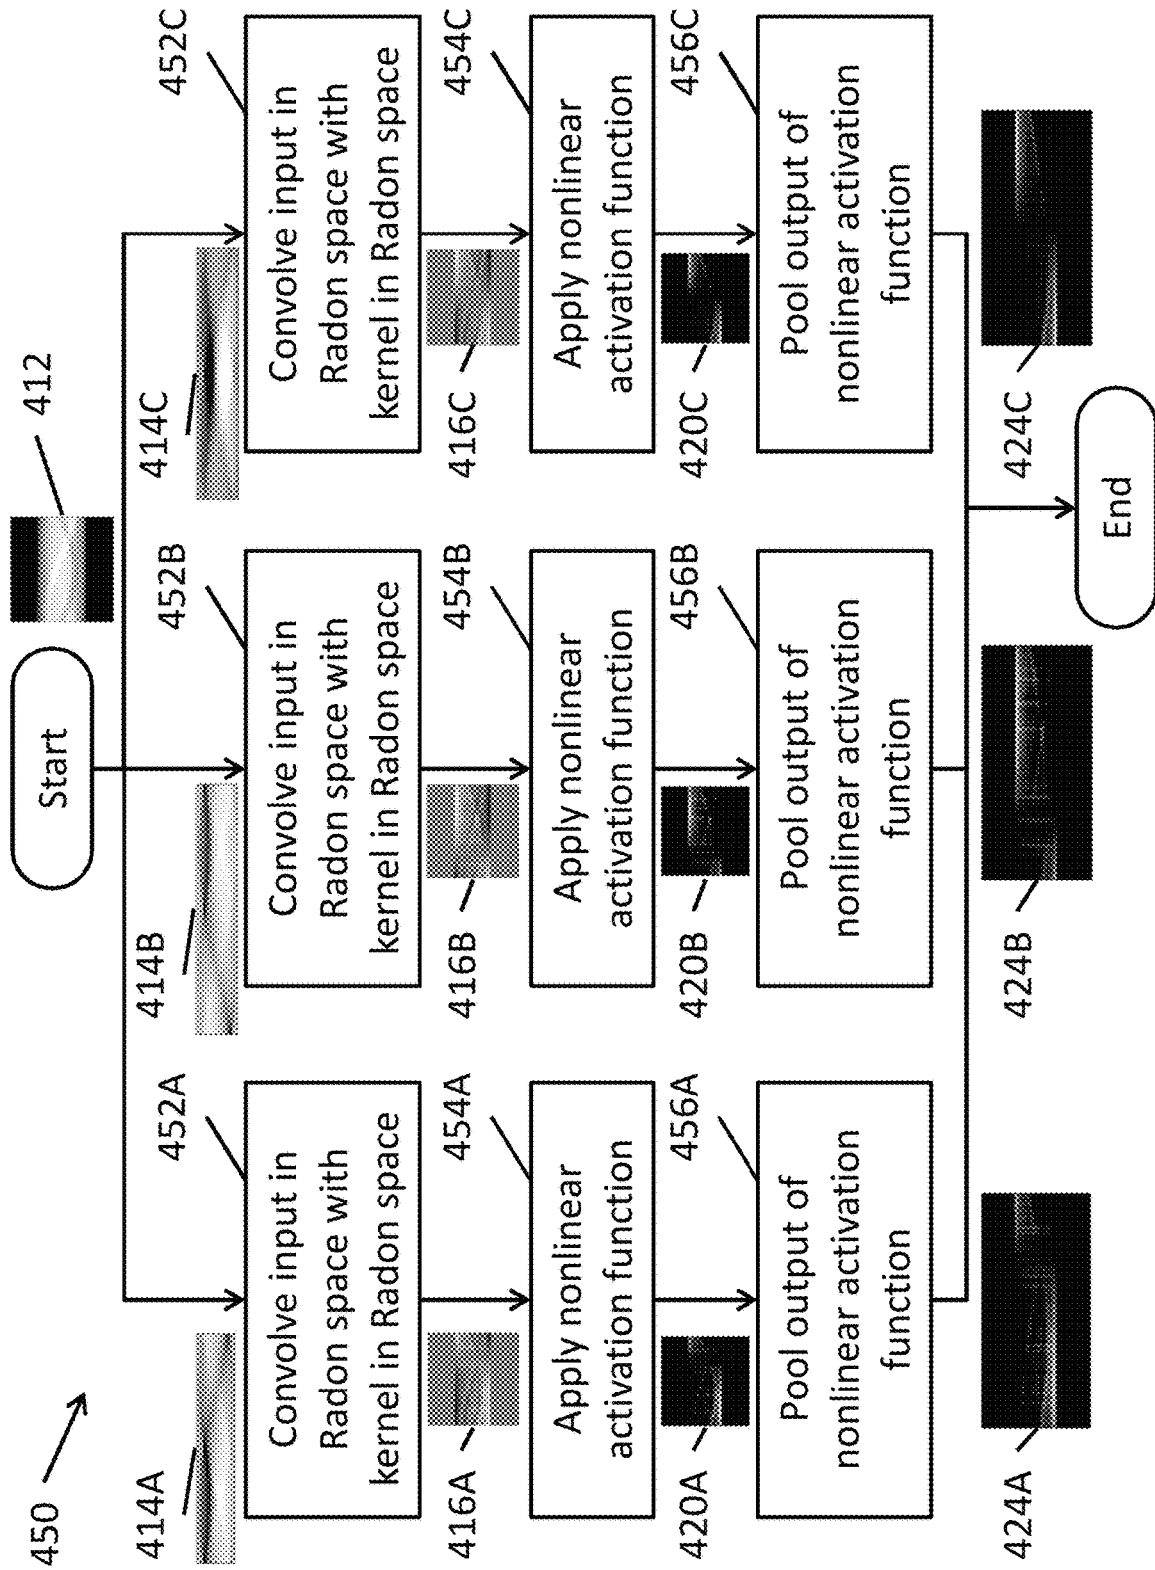 450
Start
412
414A
452A
414B
452B
414C
452C
Convolve input in
Radon space with
kernel in Radon space
Convolve input in
Radon space with
kernel in Radon space
Convolve input in
Radon space with
kernel in Radon space
416A
454A
416B
454B
416C
454C
Apply nonlinear
activation function
Apply nonlinear
activation function
Apply nonlinear
activation function
420A
456A
420B
456B
420C
456C
Pool output of
nonlinear activation
function
Pool output of
nonlinear activation
function
Pool output of
nonlinear activation
function
424A
424B
424C
End